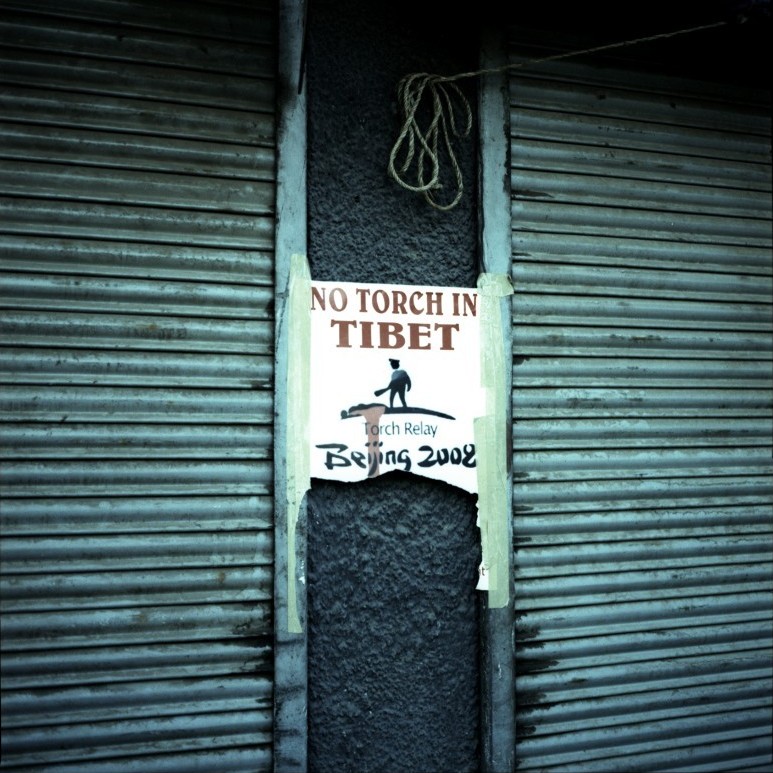 NO TORCH IN
TIBET
Torch Relay
Beijing 2008